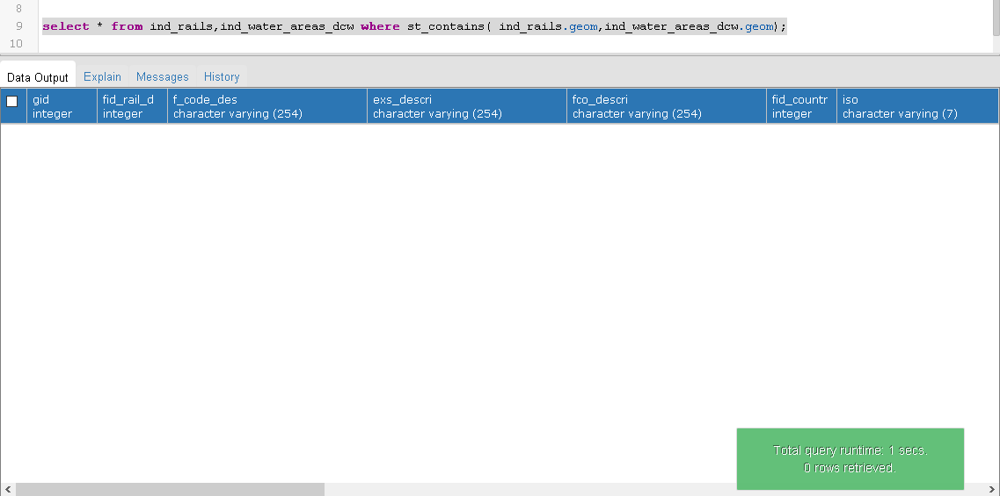 8
9 select * from ind_rails,ind_water_areas_dcw where st_contains( ind_rails.geom,ind_water_areas_dcw.geom);
10
Data Output Explain Messages History
gid fid_rail_d f_code_des exs_descri fco_descri fid_countr iso
integer integer character varying (254) character varying (254) character varying (254) integer character varying (7)
Total query runtime: 1 secs.
0 rows retrieved.